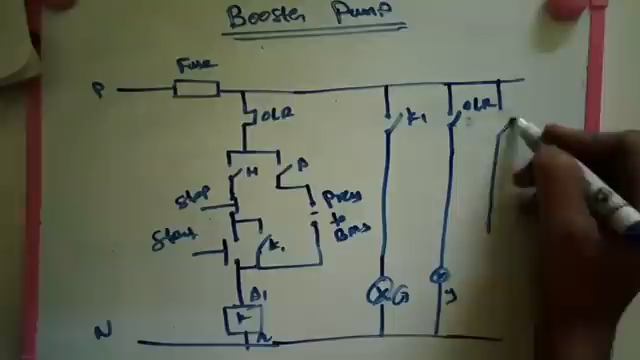 Booster Pump
Fuse
P
OLR
K1
OLR
H
A
Stop
Press
to
BMS
Start
K1
A1
K
G
y
N